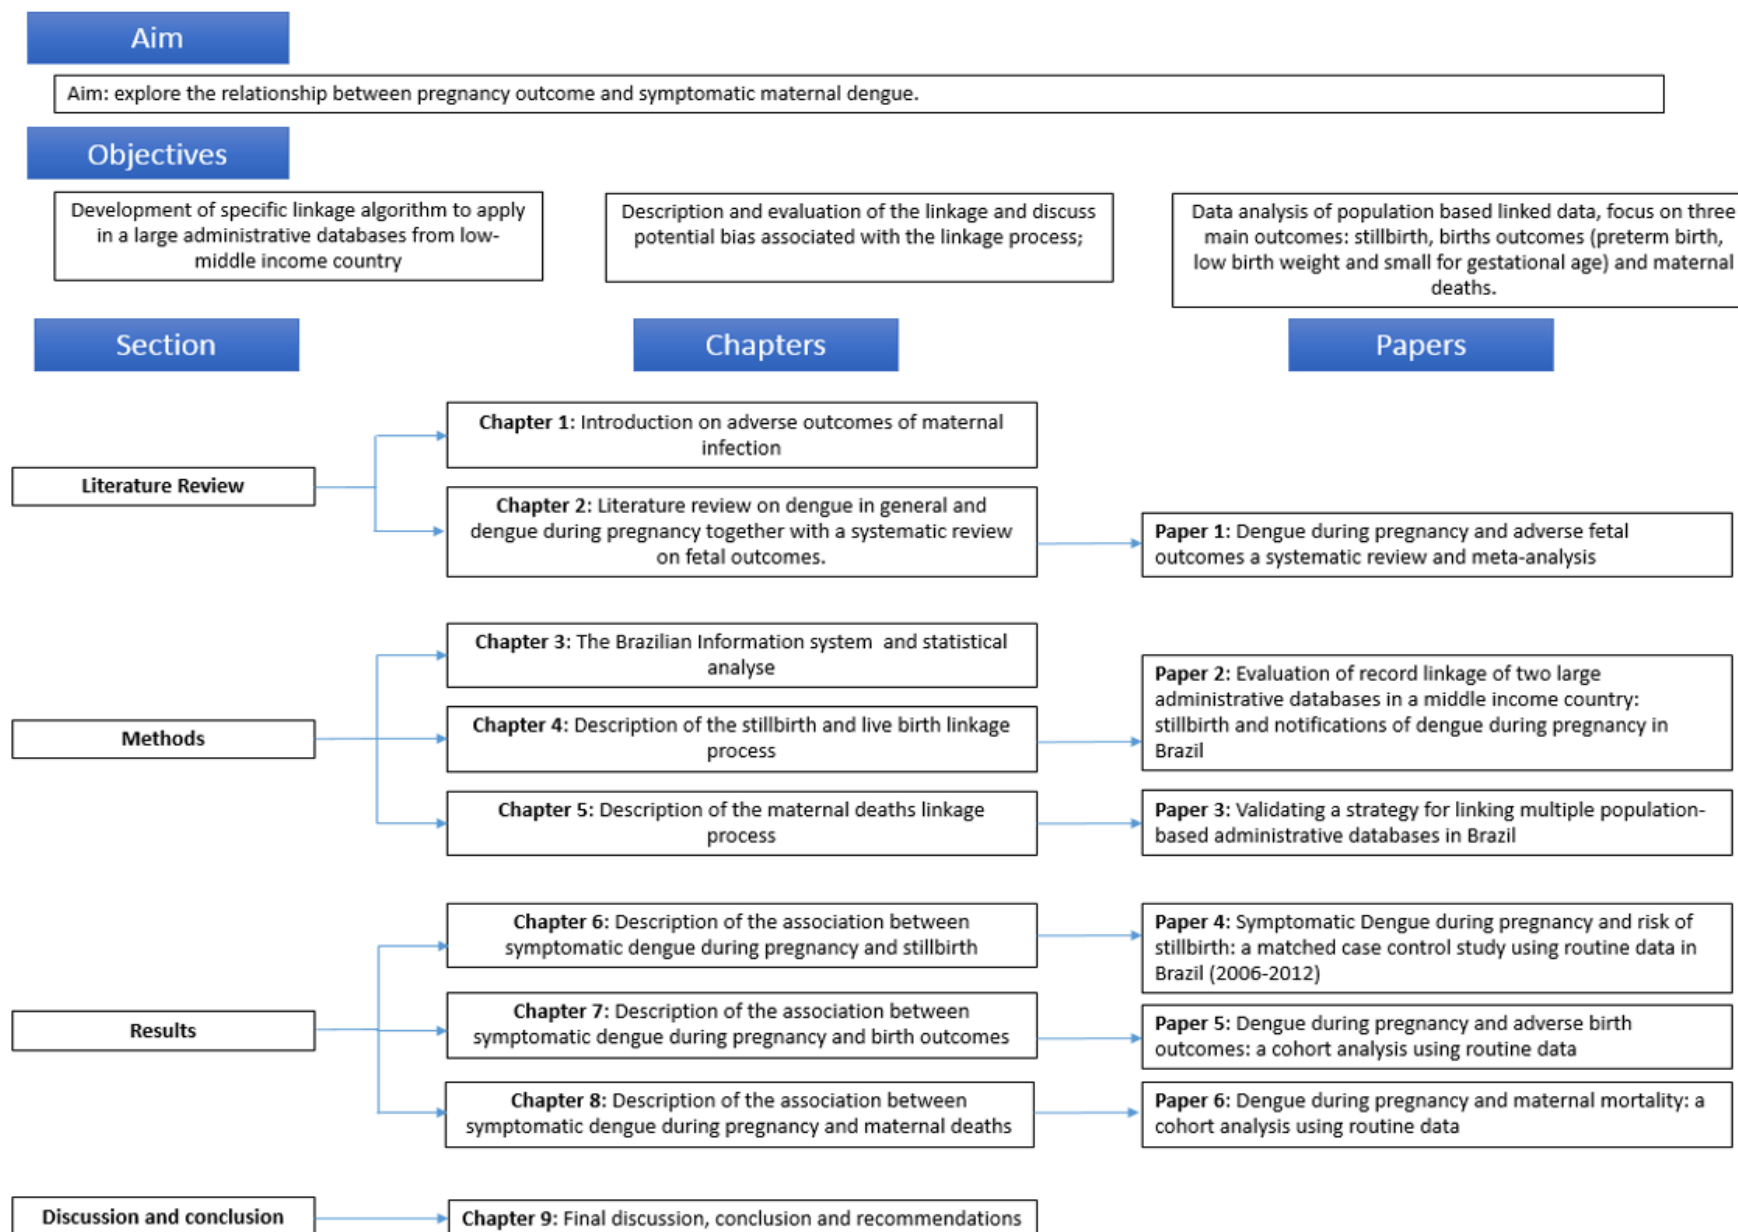 Aim
Aim: explore the relationship between pregnancy outcome and symptomatic maternal dengue.
Objectives
Development of specific linkage algorithm to apply
in a large administrative databases from low-
middle income country
Description and evaluation of the linkage and discuss
potential bias associated with the linkage process;
Data analysis of population based linked data, focus on three
main outcomes: stillbirth, births outcomes (preterm birth,
low birth weight and small for gestational age) and maternal
deaths.
Section
Chapters
Papers
Literature Review
Chapter 1: Introduction on adverse outcomes of maternal
infection
Chapter 2: Literature review on dengue in general and
dengue during pregnancy together with a systematic review
on fetal outcomes.
Paper 1: Dengue during pregnancy and adverse fetal
outcomes a systematic review and meta-analysis
Methods
Chapter 3: The Brazilian Information system and statistical
analyse
Chapter 4: Description of the stillbirth and live birth linkage
process
Paper 2: Evaluation of record linkage of two large
administrative databases in a middle income country:
stillbirth and notifications of dengue during pregnancy in
Brazil
Chapter 5: Description of the maternal deaths linkage
process
Paper 3: Validating a strategy for linking multiple population-
based administrative databases in Brazil
Results
Chapter 6: Description of the association between
symptomatic dengue during pregnancy and stillbirth
Paper 4: Symptomatic Dengue during pregnancy and risk of
stillbirth: a matched case control study using routine data in
Brazil (2006-2012)
Chapter 7: Description of the association between
symptomatic dengue during pregnancy and birth outcomes
Paper 5: Dengue during pregnancy and adverse birth
outcomes: a cohort analysis using routine data
Chapter 8: Description of the association between
symptomatic dengue during pregnancy and maternal deaths
Paper 6: Dengue during pregnancy and maternal mortality: a
cohort analysis using routine data
Discussion and conclusion
Chapter 9: Final discussion, conclusion and recommendations